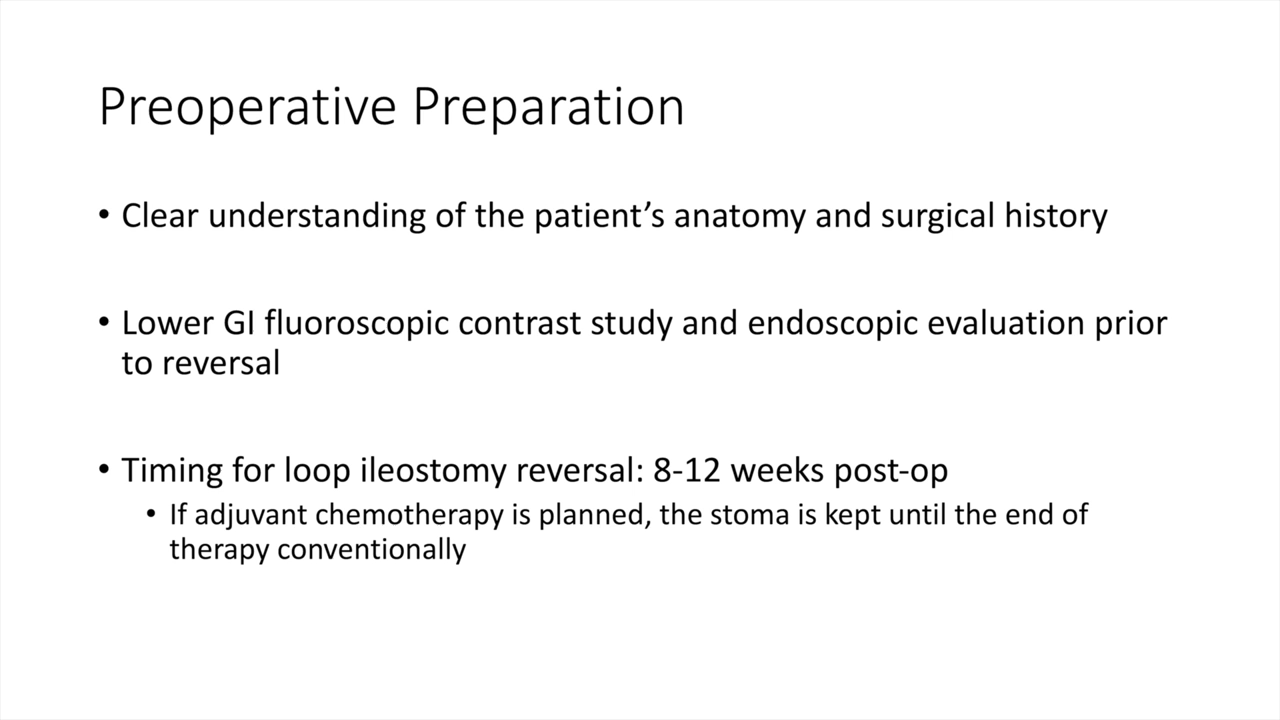 Preoperative Preparation
• Clear understanding of the patient’s anatomy and surgical history
• Lower GI fluoroscopic contrast study and endoscopic evaluation prior
to reversal
• Timing for loop ileostomy reversal: 8-12 weeks post-op
• If adjuvant chemotherapy is planned, the stoma is kept until the end of
therapy conventionally